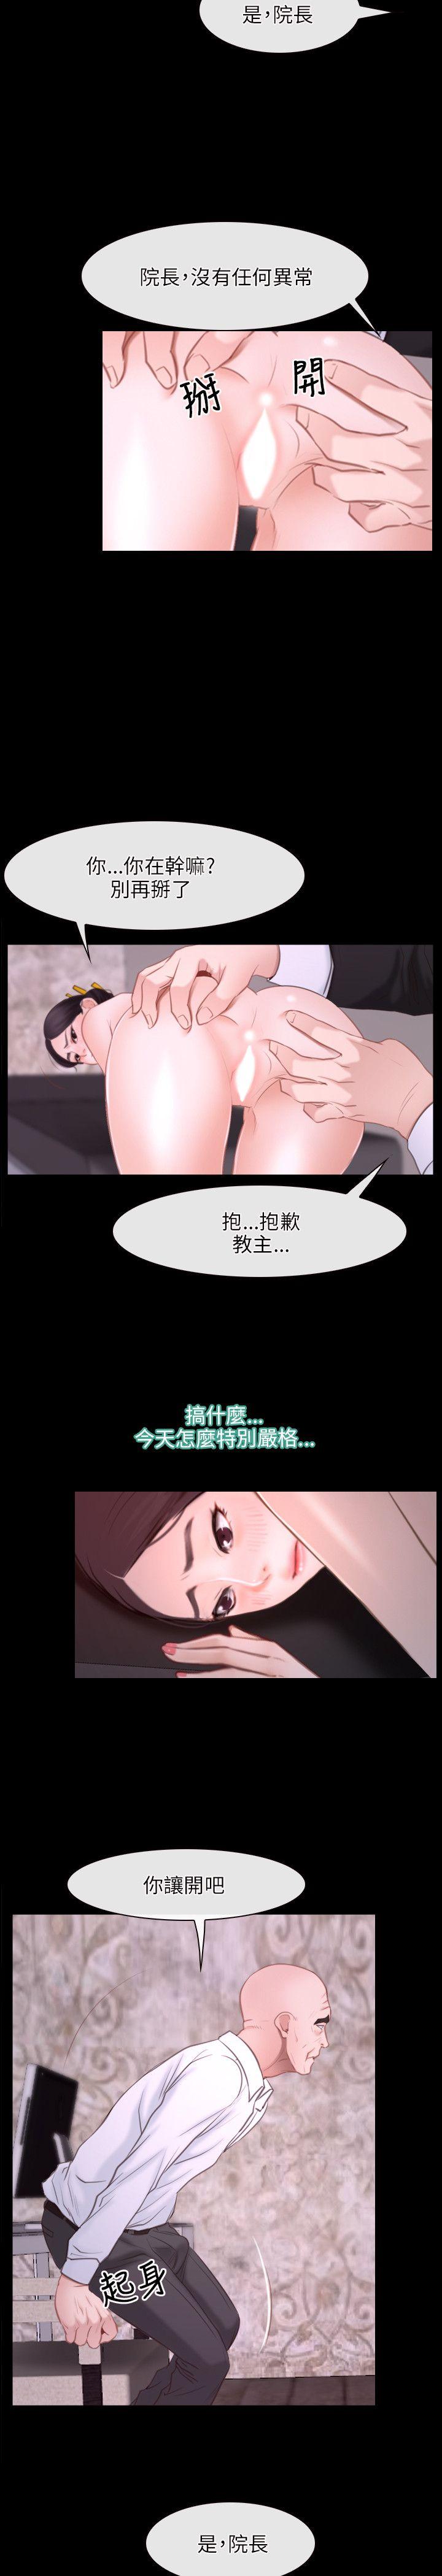 是,院長
院長,沒有任何異常
掰開
你...你在幹嘛?
別再掰了
抱...抱歉
教主...
搞什麼...
今天怎麼特別嚴格...
你讓開吧
起身
是,院長